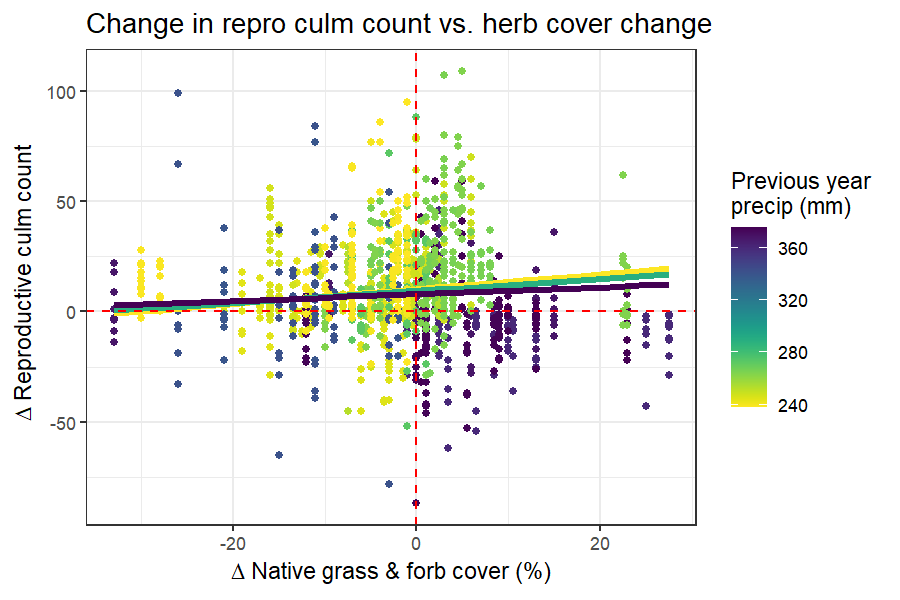 Change in repro culm count vs. herb cover change
Δ Reproductive culm count
100
50
0
-50
-20
0
20
Δ Native grass & forb cover (%)
Previous year
precip (mm)
360
320
280
240